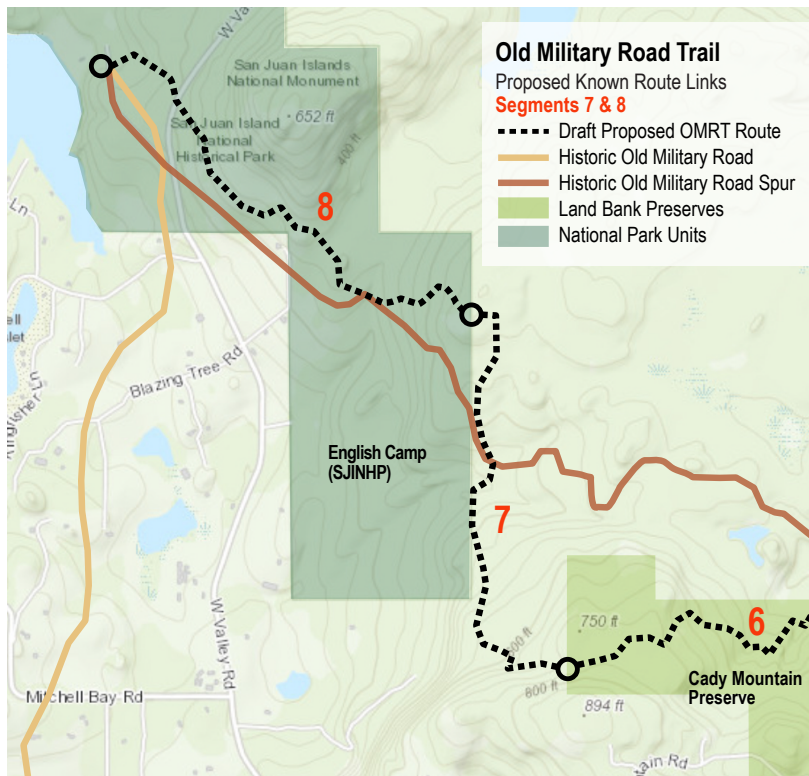 Old Military Road Trail
Proposed Known Route Links
Segments 7 & 8
Draft Proposed OMRT Route
Historic Old Military Road
Historic Old Military Road Spur
Land Bank Preserves
National Park Units
San Juan Islands
National Monument
652 ft
San Juan Island
National
Historical Park
400 ft
8
Ln
Blazing Tree Rd
English Camp
(SJINHP)
7
W Valley Rd
750 ft
6
800 ft
Cady Mountain
Preserve
894 ft
Mitchell Bay Rd